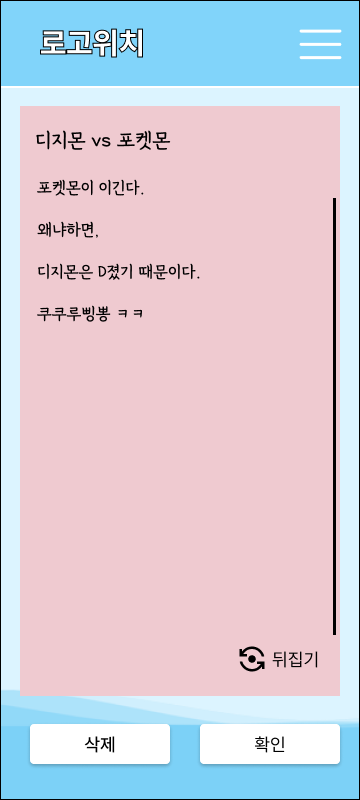 로고위치
디지몬 vs 포켓몬
포켓몬이 이긴다.
왜냐하면,
디지몬은 D졌기 때문이다.
쿠쿠루삥뽕 ㅋㅋ
뒤집기
삭제
확인